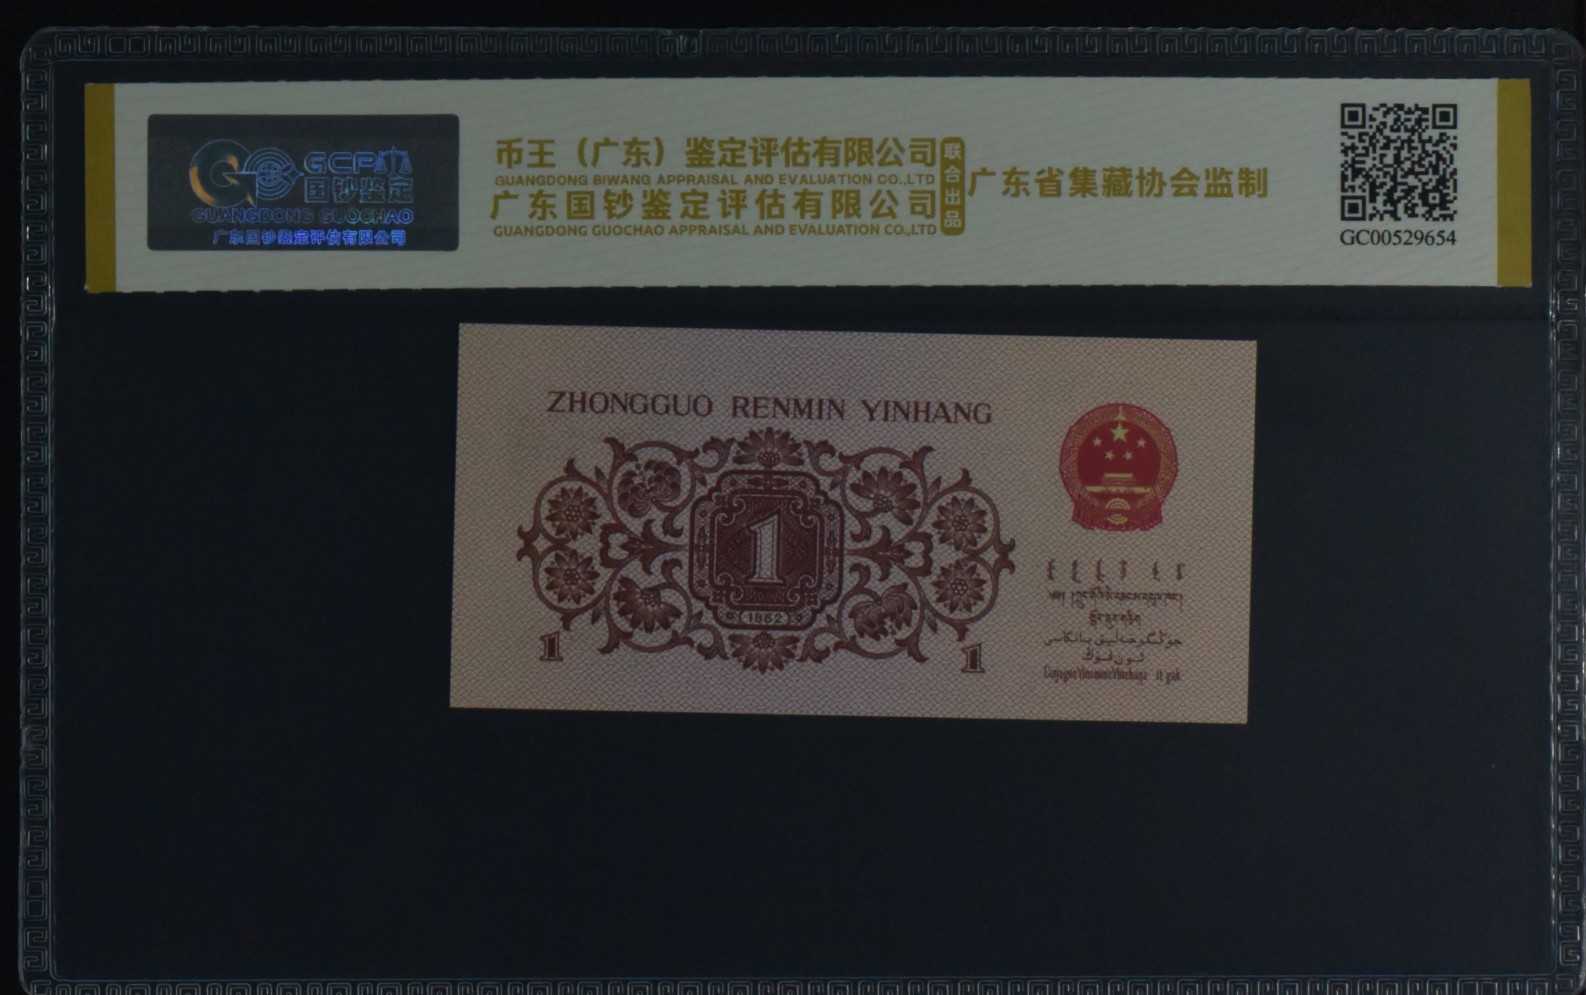 GCPA
国钞鉴定
GUANGDONG GUOCHAO
广东国钞鉴定评估有限公司
币王（广东）鉴定评估有限公司
GUANGDONG BIWANG APPRAISAL AND EVALUATION CO.,LTD
广东国钞鉴定评估有限公司
GUANGDONG GUOCHAO APPRAISAL AND EVALUATION CO.,LTD
联合出品
广东省集藏协会监制
GC00529654
ZHONGGUO RENMIN YINHANG
1
1962
1
1